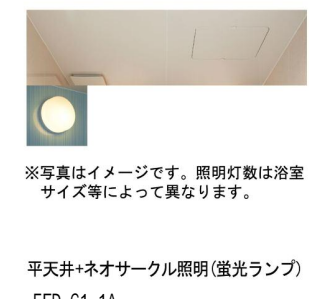 ※写真はイメージです。照明灯数は浴室
サイズ等によって異なります。
平天井+ネオサークル照明(蛍光ランプ)